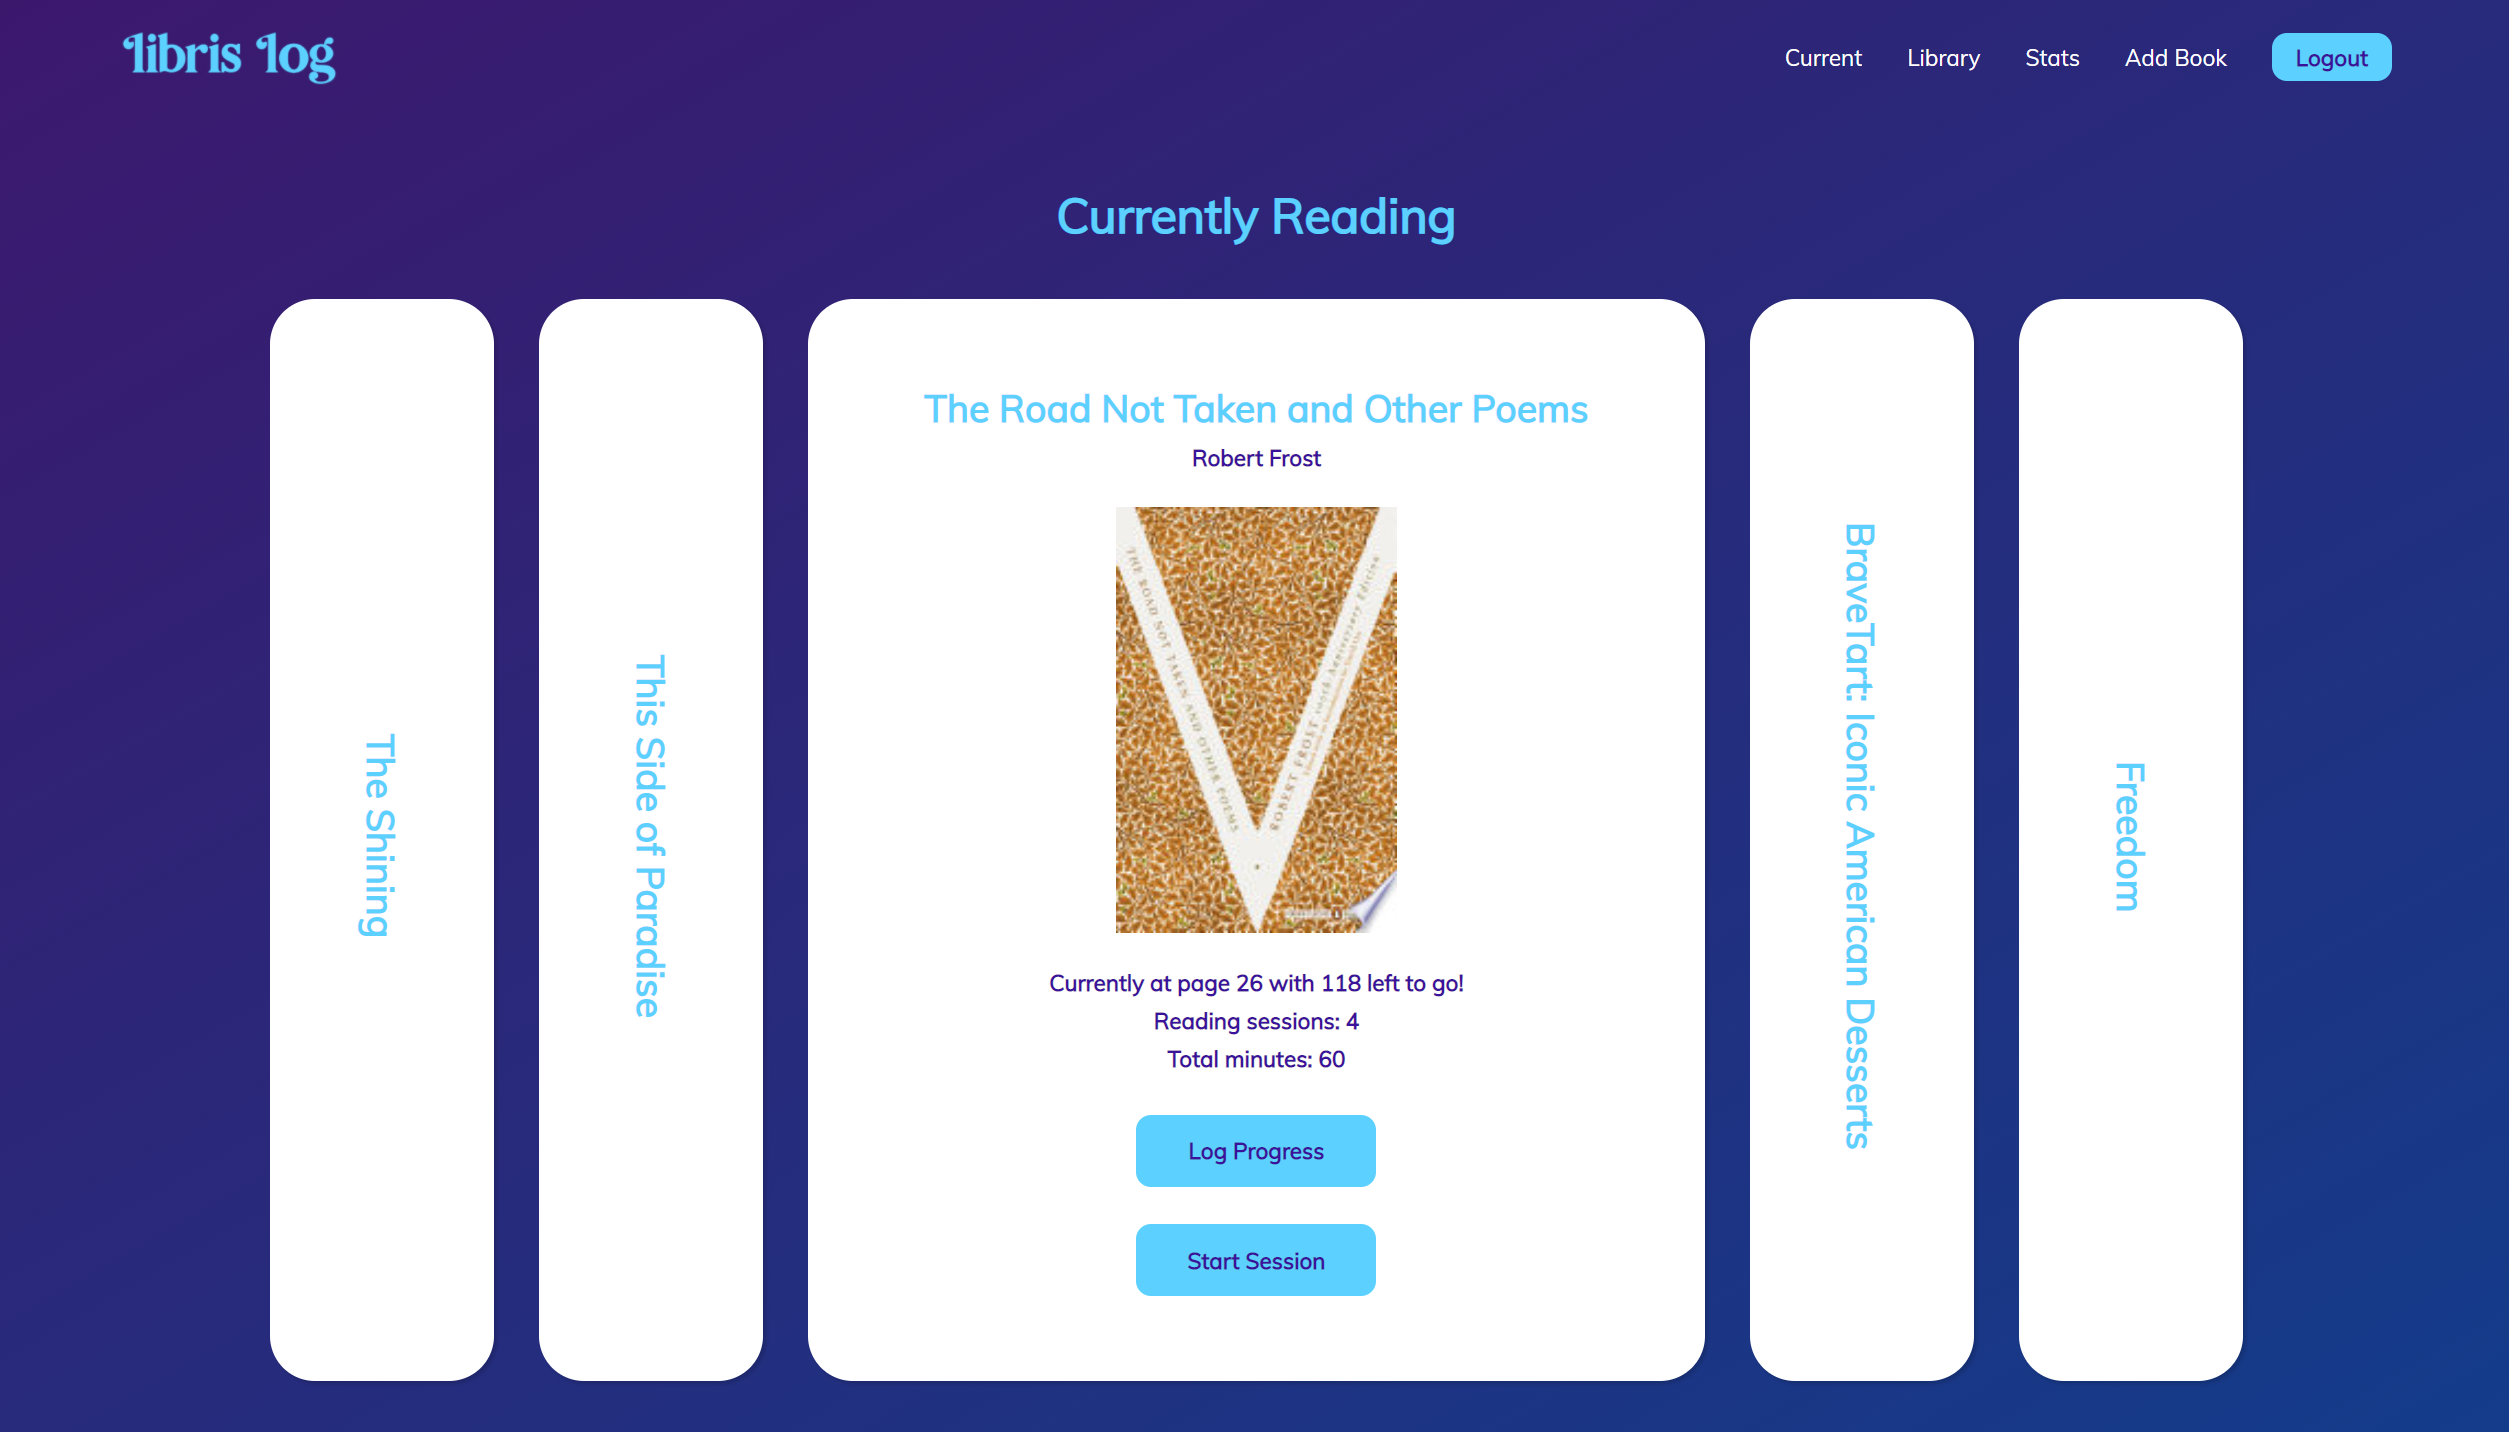 libris log
Current
Library
Stats
Add Book
Logout
Currently Reading
The Shining
This Side of Paradise
The Road Not Taken and Other Poems
Robert Frost
THE ROAD NOT TAKEN AND OTHER POEMS
ROBERT FROST 100th Anniversary Edition
Currently at page 26 with 118 left to go!
Reading sessions: 4
Total minutes: 60
Log Progress
Start Session
BraveTart: Iconic American Desserts
Freedom